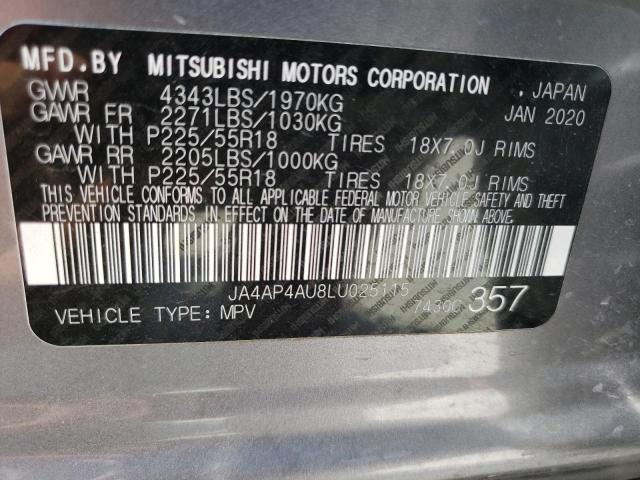 MFD.BY MITSUBISHI MOTORS CORPORATION . JAPAN
GVWR 4343LBS/1970KG JAN 2020
GAWR FR 2271LBS/1030KG
WITH P225/55R18 TIRES 18X7.0J RIMS
GAWR RR 2205LBS/1000KG
WITH P225/55R18 TIRES 18X7.0J RIMS
THIS VEHICLE CONFORMS TO ALL APPLICABLE FEDERAL MOTOR VEHICLE SAFETY AND THEFT
PREVENTION STANDARDS IN EFFECT ON THE DATE OF MANUFACTURE SHOWN ABOVE.
JA4AP4AU8LU025115
VEHICLE TYPE: MPV 357